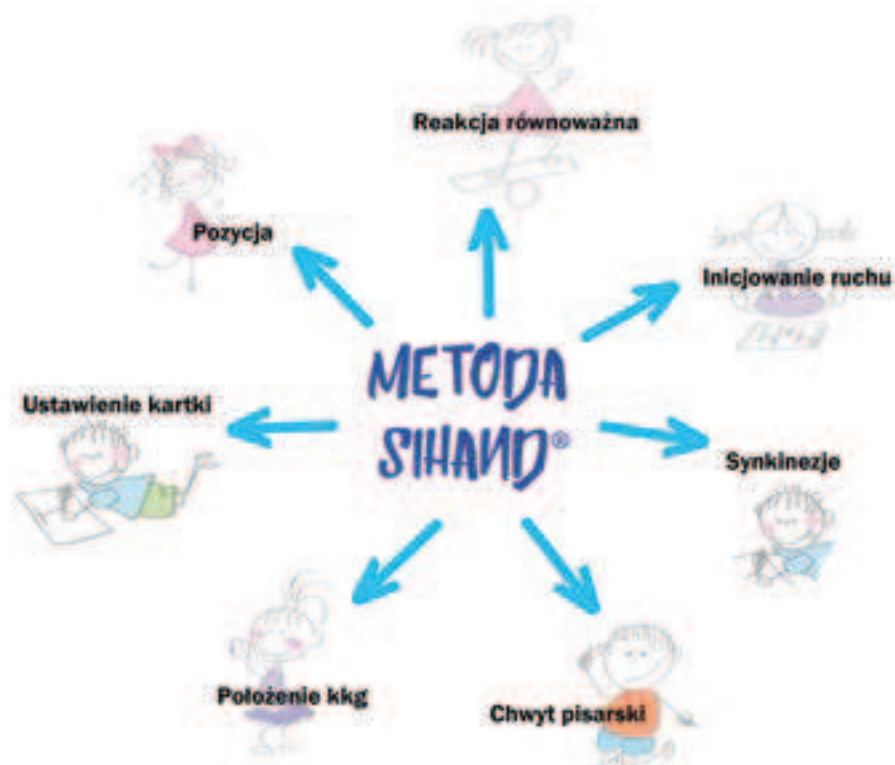 Reakcja równoważna
Pozycja
Inicjowanie ruchu
METODA
SIHAND®
Ustawienie kartki
Synkinezje
Położenie kkg
Chwyt pisarski